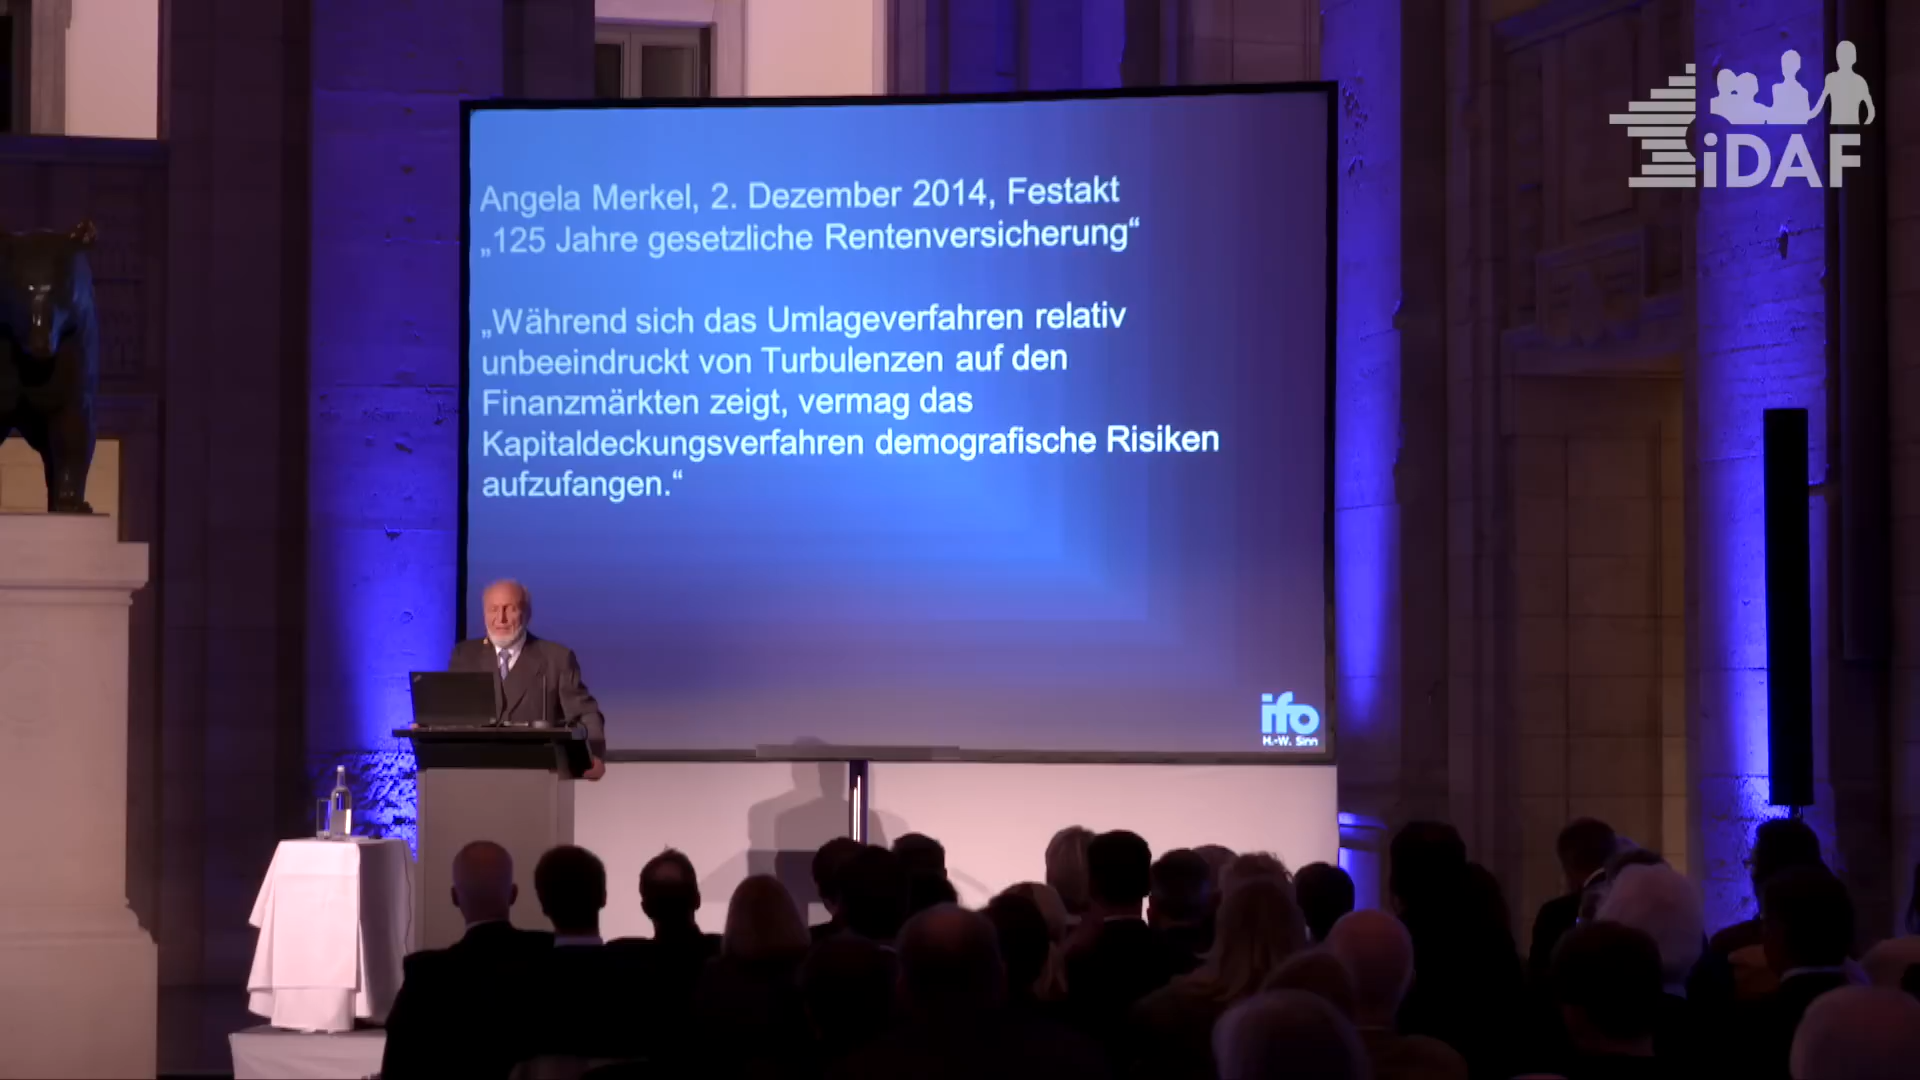 iDAF
Angela Merkel, 2. Dezember 2014, Festakt
„125 Jahre gesetzliche Rentenversicherung“
„Während sich das Umlageverfahren relativ
unbeeindruckt von Turbulenzen auf den
Finanzmärkten zeigt, vermag das
Kapitaldeckungsverfahren demografische Risiken
aufzufangen.“
ifo
H.-W. Sinn